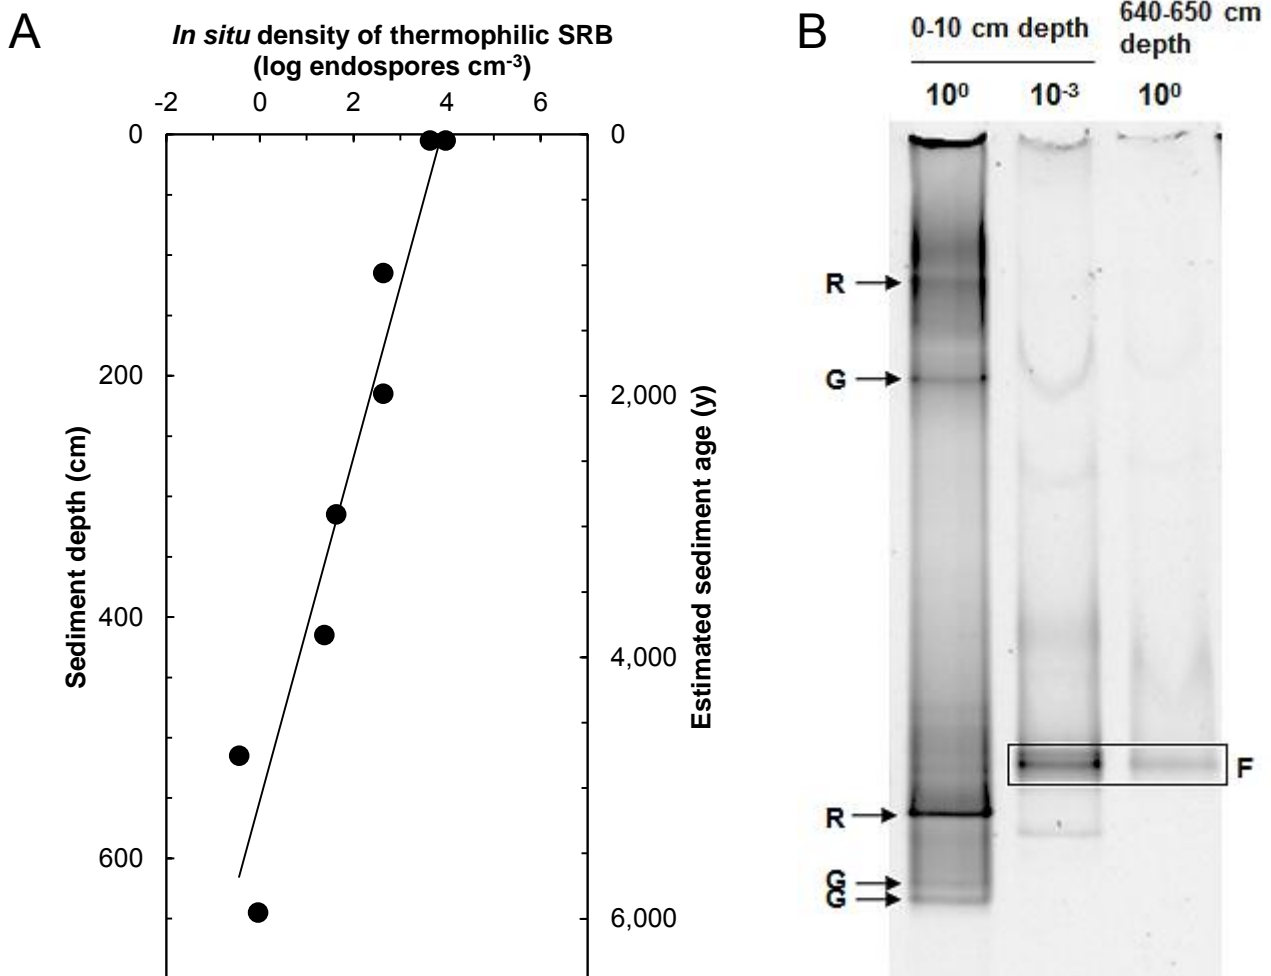 A
In situ density of thermophilic SRB
(log endospores cm⁻³)
-2 0 2 4 6
0
200
400
600
Sediment depth (cm)
0
2,000
4,000
6,000
Estimated sediment age (y)
B
0-10 cm depth
640-650 cm
depth
10⁰ 10⁻³ 10⁰
R
G
R
G
G
F